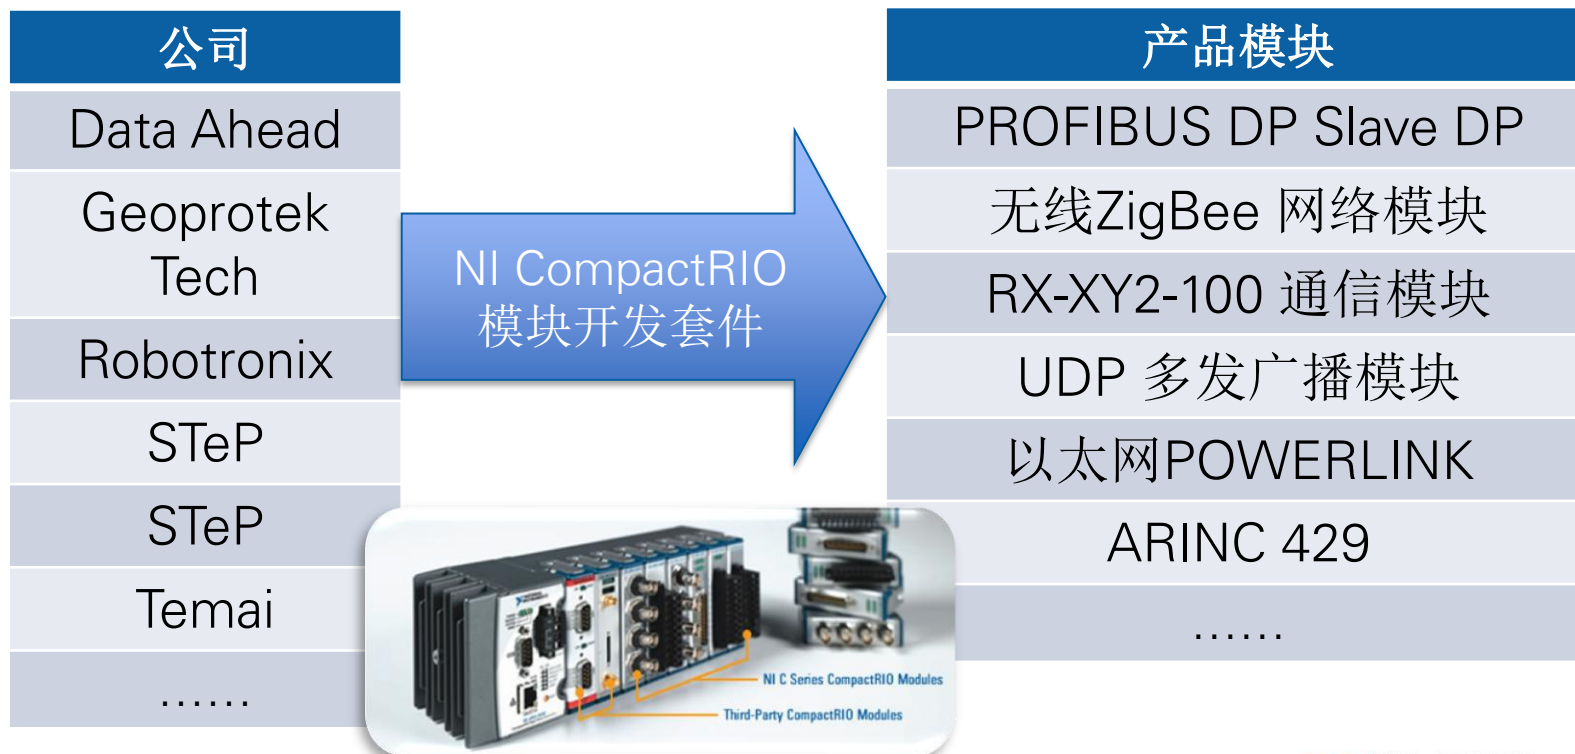 公司
Data Ahead
Geoprotek
Tech
Robotronix
STeP
STeP
Temai
……
NI CompactRIO
模块开发套件
产品模块
PROFIBUS DP Slave DP
无线ZigBee 网络模块
RX-XY2-100 通信模块
UDP 多发广播模块
以太网POWERLINK
ARINC 429
……
NI C Series CompactRIO Modules
Third-Party CompactRIO Modules